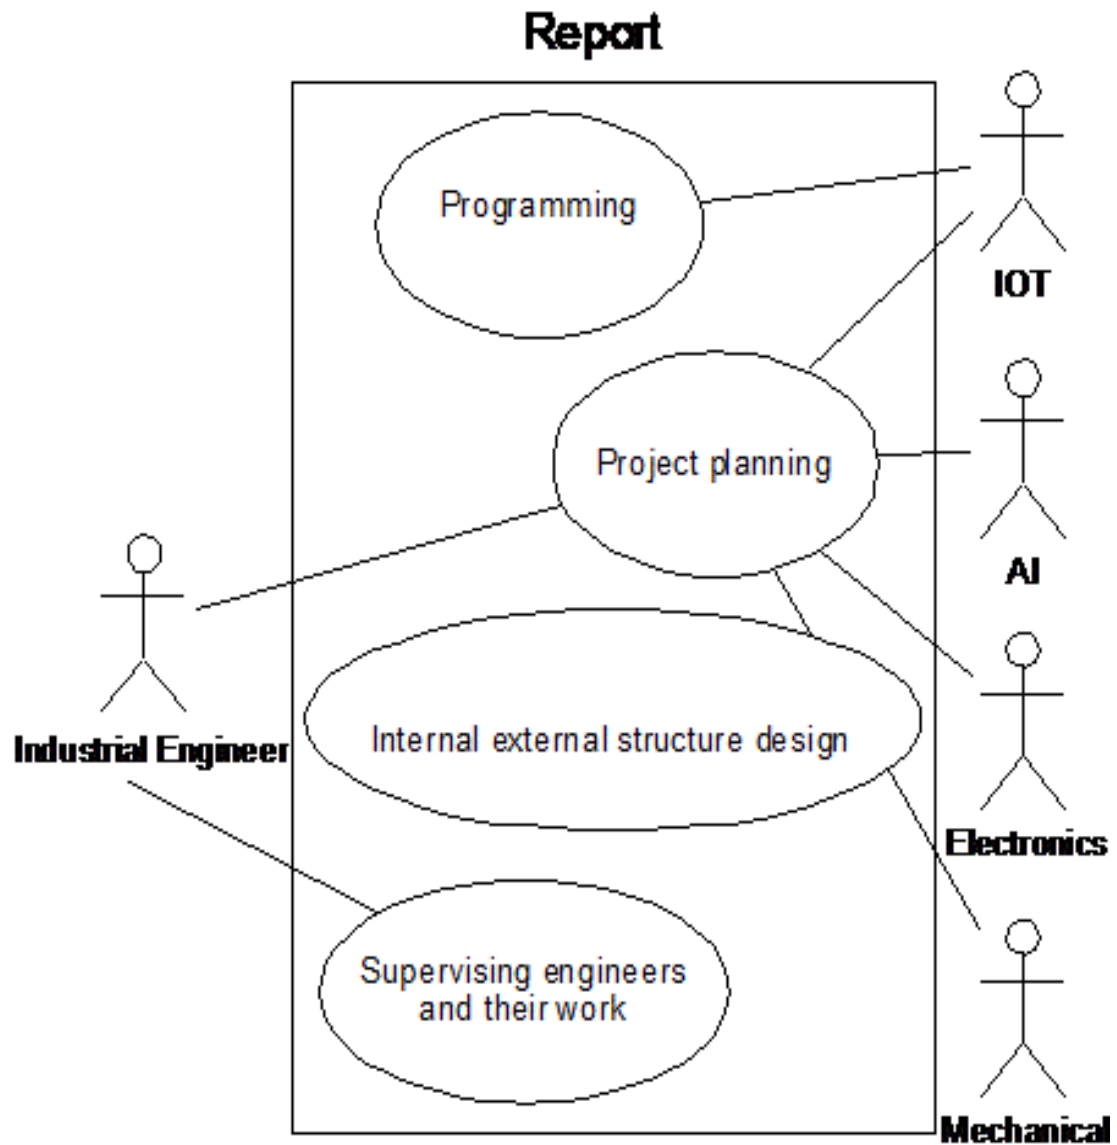 Report
Programming
IOT
Project planning
AI
Industrial Engineer
Internal external structure design
Electronics
Supervising engineers
and their work
Mechanical